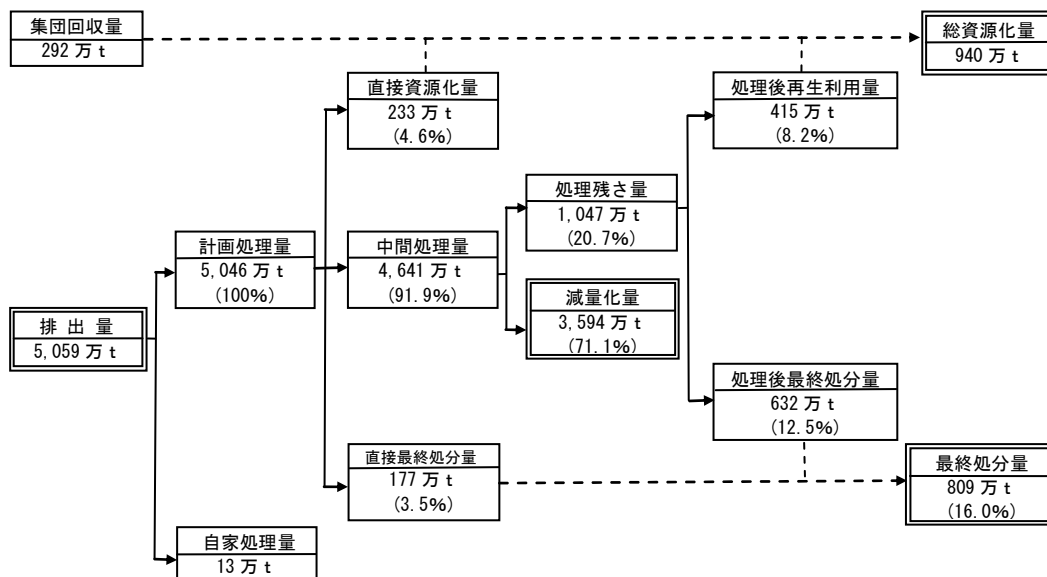 集団回収量
292 万 t
総資源化量
940 万 t
直接資源化量
233 万 t
(4.6%)
処理後再生利用量
415 万 t
(8.2%)
処理残さ量
1,047 万 t
(20.7%)
計画処理量
5,046 万 t
(100%)
中間処理量
4,641 万 t
(91.9%)
減量化量
3,594 万 t
(71.1%)
排 出 量
5,059 万 t
処理後最終処分量
632 万 t
(12.5%)
直接最終処分量
177 万 t
(3.5%)
最終処分量
809 万 t
(16.0%)
自家処理量
13 万 t